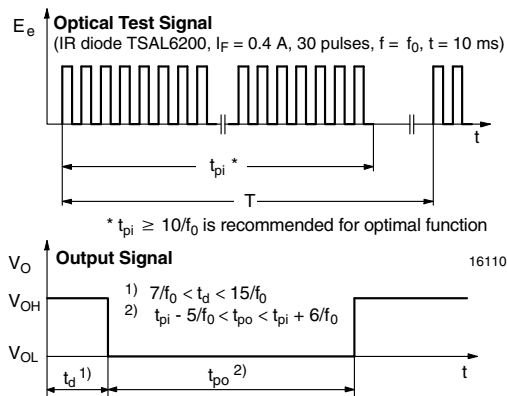 E_e Optical Test Signal
(IR diode TSAL6200, I_F = 0.4 A, 30 pulses, f = f_0, t = 10 ms)
t
t_pi *
T
* t_pi ≥ 10/f_0 is recommended for optimal function
V_O Output Signal 16110
V_OH 1) 7/f_0 < t_d < 15/f_0
2) t_pi - 5/f_0 < t_po < t_pi + 6/f_0
V_OL
t_d 1) t_po 2) t